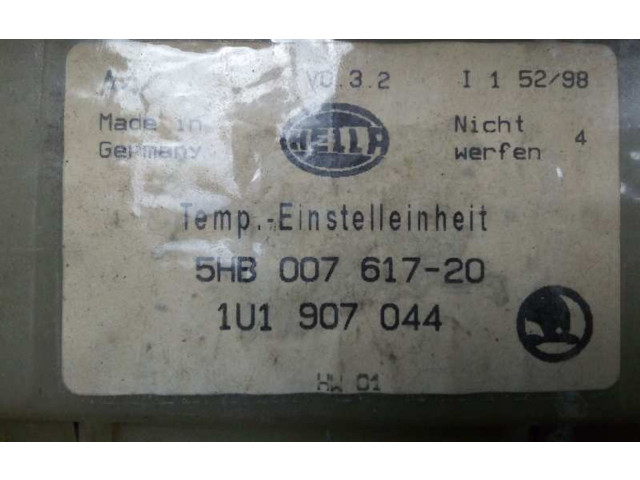 V0.3.2 I 1 52/98
Made in Germany
HELLA
Nicht werfen 4
Temp.-Einstelleinheit
5HB 007 617-20
1U1 907 044
HW 01